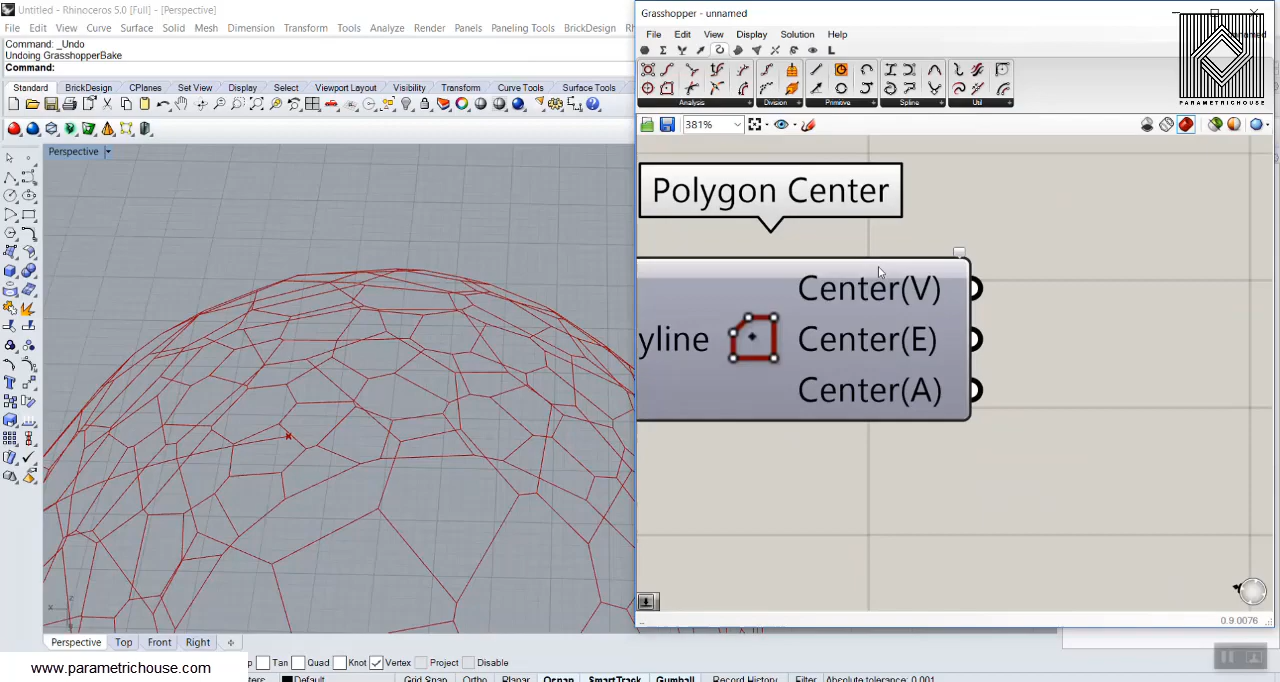 Untitled - Rhinoceros 5.0 [Full] - [Perspective]
File Edit View Curve Surface Solid Mesh Dimension Transform Tools Analyze Render Panels Paneling Tools BrickDesign
Command: _Undo
Undoing GrasshopperBake
Command:
Standard BrickDesign CPlanes Set View Display Select Viewport Layout Visibility Transform Curve Tools Surface Tools
Perspective
Grasshopper - unnamed
File Edit View Display Solution Help
unnamed
PARAMETRICHOUSE
Analysis Division Primitive Spline Util
381%
Polygon Center
yline
Center(V)
Center(E)
Center(A)
0.9.0076
Perspective Top Front Right
www.parametrichouse.com
Tan Quad Knot Vertex Project Disable
Default Grid Snap Ortho Planar Osnap SmartTrack Gumball Record History Filter Absolute tolerance: 0.001